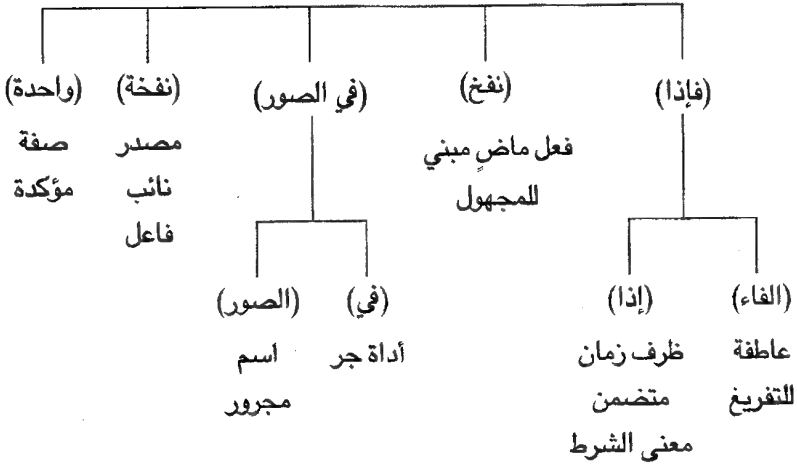 (فإذا) (نفخ) (في الصور) (نفخة) (واحدة)
فعل ماضٍ مبني
للمجهول
مصدر
نائب
فاعل
صفة
مؤكدة
(الفاء) (إذا) (في) (الصور)
عاطفة
للتفريغ
ظرف زمان
متضمن
معنى الشرط
أداة جر
اسم
مجرور